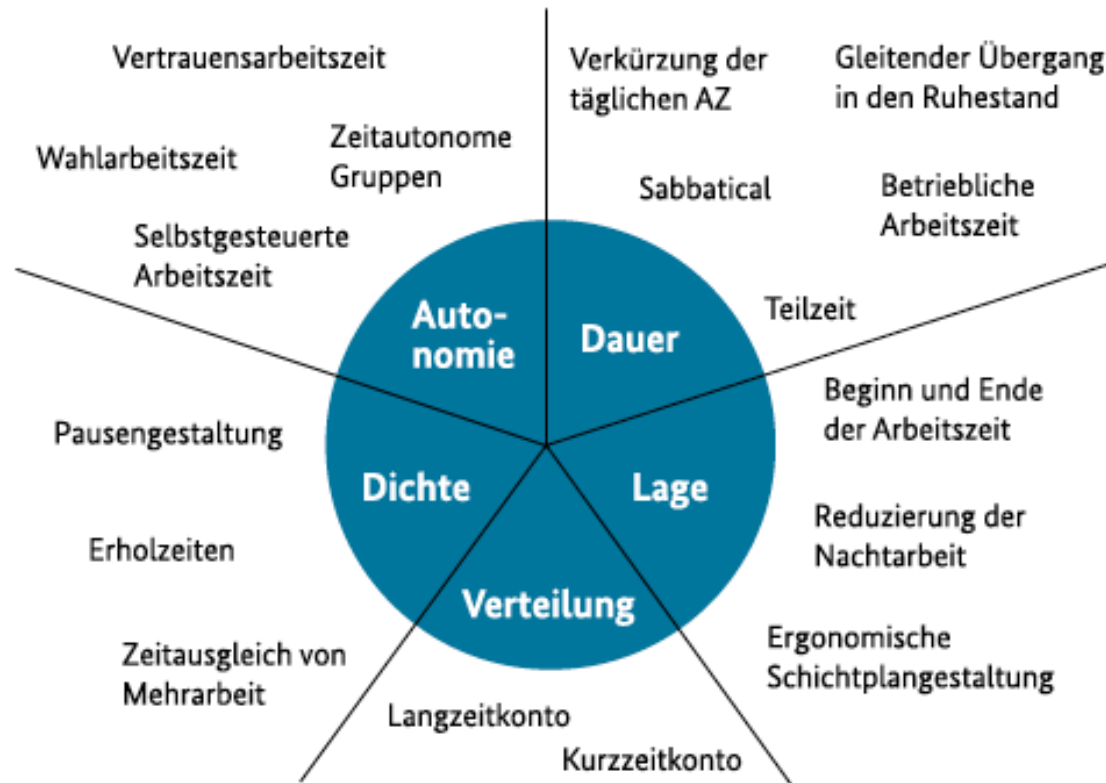 Vertrauensarbeitszeit
Wahlarbeitszeit
Zeitautonome
Gruppen
Selbstgesteuerte
Arbeitszeit
Verkürzung der
täglichen AZ
Gleitender Übergang
in den Ruhestand
Sabbatical
Betriebliche
Arbeitszeit
Teilzeit
Auto-
nomie
Dauer
Dichte
Lage
Verteilung
Beginn und Ende
der Arbeitszeit
Reduzierung der
Nachtarbeit
Ergonomische
Schichtplangestaltung
Pausengestaltung
Erholzeiten
Zeitausgleich von
Mehrarbeit
Langzeitkonto
Kurzzeitkonto